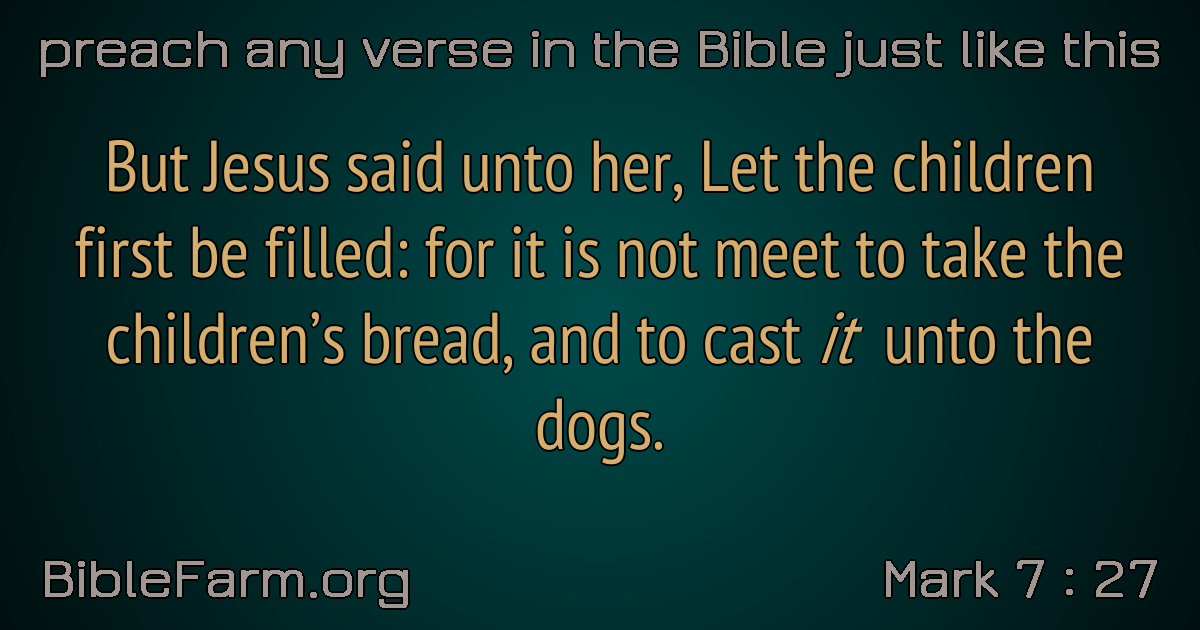 preach any verse in the Bible just like this
But Jesus said unto her, Let the children
first be filled: for it is not meet to take the
children’s bread, and to cast it unto the
dogs.
BibleFarm.org
Mark 7 : 27